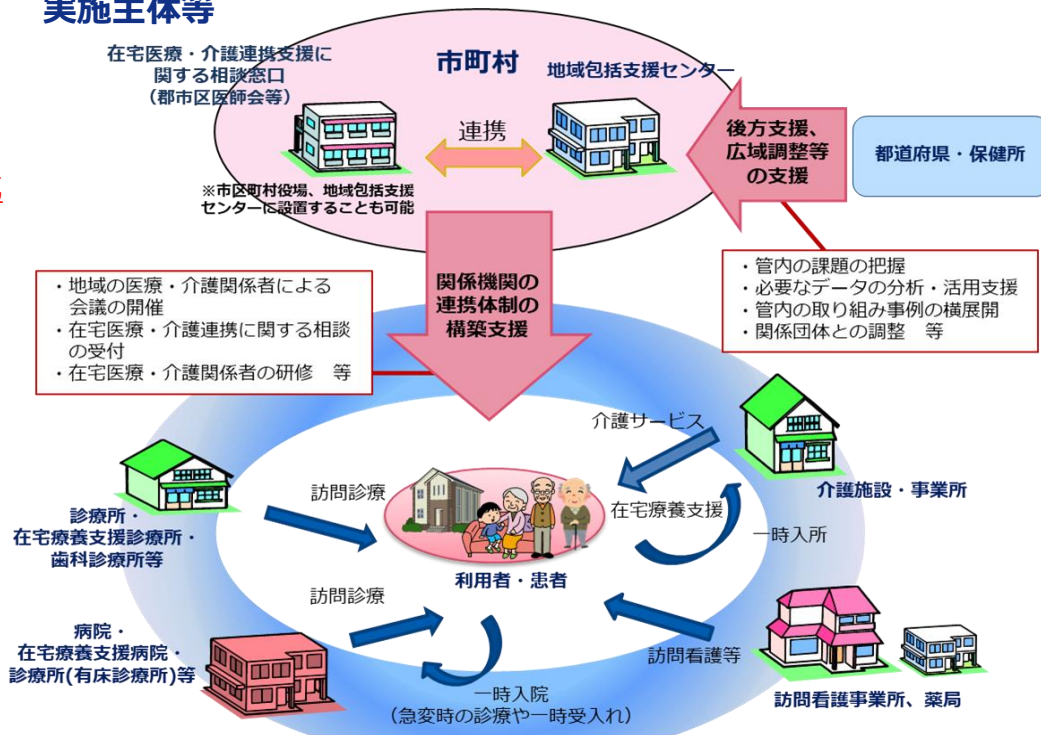 実施主体等
在宅医療・介護連携支援に
関する相談窓口
（郡市区医師会等）
市町村
地域包括支援センター
連携
※市区町村役場、地域包括支援
センターに設置することも可能
後方支援、
広域調整等
の支援
都道府県・保健所
関係機関の
連携体制の
構築支援
・地域の医療・介護関係者による
会議の開催
・在宅医療・介護連携に関する相談
の受付
・在宅医療・介護関係者の研修　等
・管内の課題の把握
・必要なデータの分析・活用支援
・管内の取り組み事例の横展開
・関係団体との調整　等
介護サービス
介護施設・事業所
訪問診療
在宅療養支援
一時入所
診療所・
在宅療養支援診療所・
歯科診療所等
利用者・患者
訪問診療
病院・
在宅療養支援病院・
診療所(有床診療所)等
訪問看護等
一時入院
（急変時の診療や一時受入れ）
訪問看護事業所、薬局